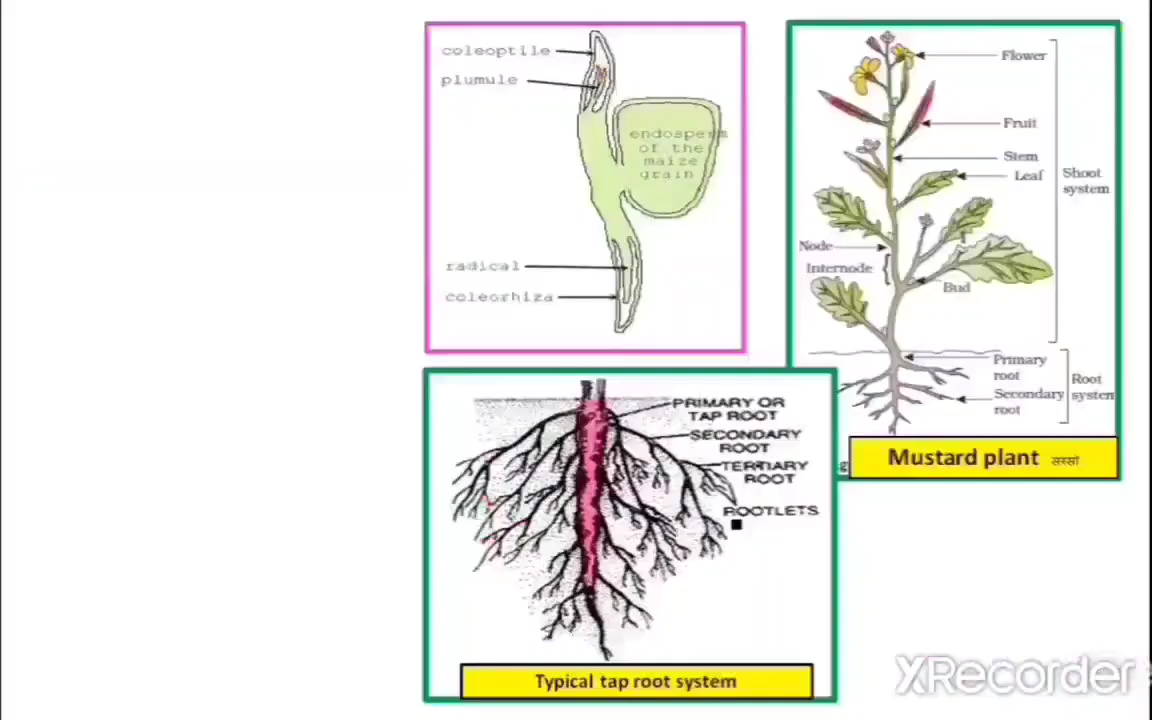 coleoptile
plumule
endosperm
of the
maize
grain
radical
coleorhiza
Flower
Fruit
Stem
Leaf
Shoot
system
Node
Internode
Bud
Primary
root
Secondary
root
Root
system
Mustard plant सरसो
PRIMARY OR
TAP ROOT
SECONDARY
ROOT
TERTIARY
ROOT
ROOTLETS
Typical tap root system
XRecorder